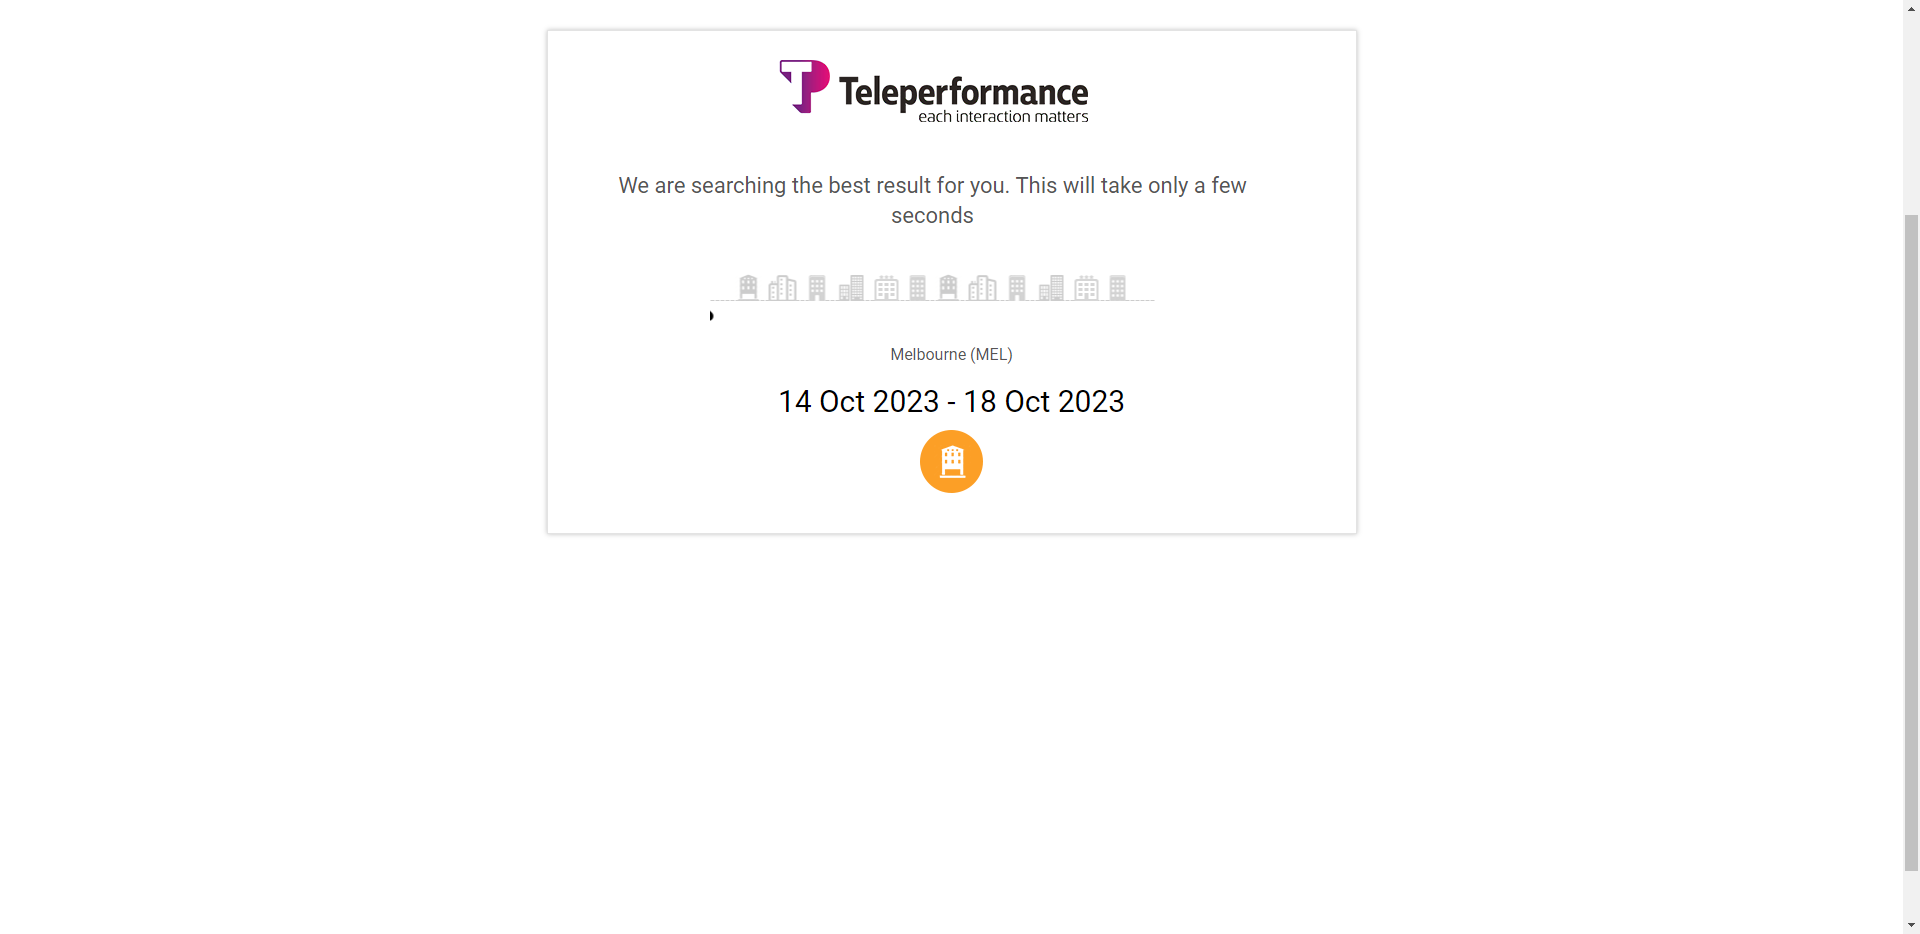 Teleperformance
each interaction matters
We are searching the best result for you. This will take only a few
seconds
Melbourne (MEL)
14 Oct 2023 - 18 Oct 2023